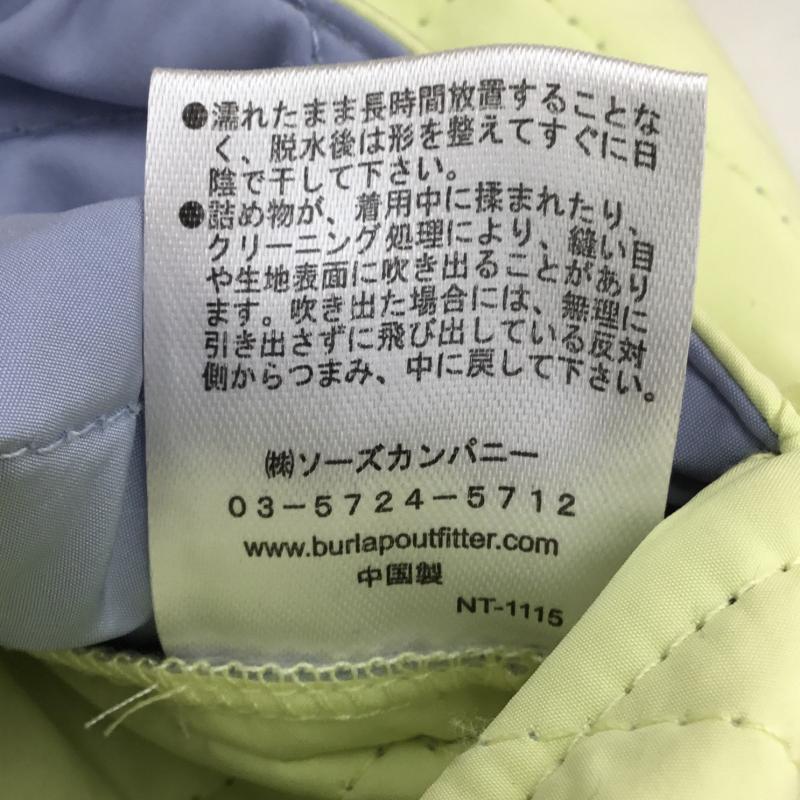 ●濡れたまま長時間放置することな
く、脱水後は形を整えてすぐに日
陰で干して下さい。
●詰め物が、着用中に揉まれたり、
クリーニング処理により、縫い目
や生地表面に吹き出ることがあり
ます。吹き出た場合には、無理に
引き出さずに飛び出している反対
側からつまみ、中に戻して下さい。
㈱ソーズカンパニー
03-5724-5712
www.burlapoutfitter.com
中国製
NT-1115